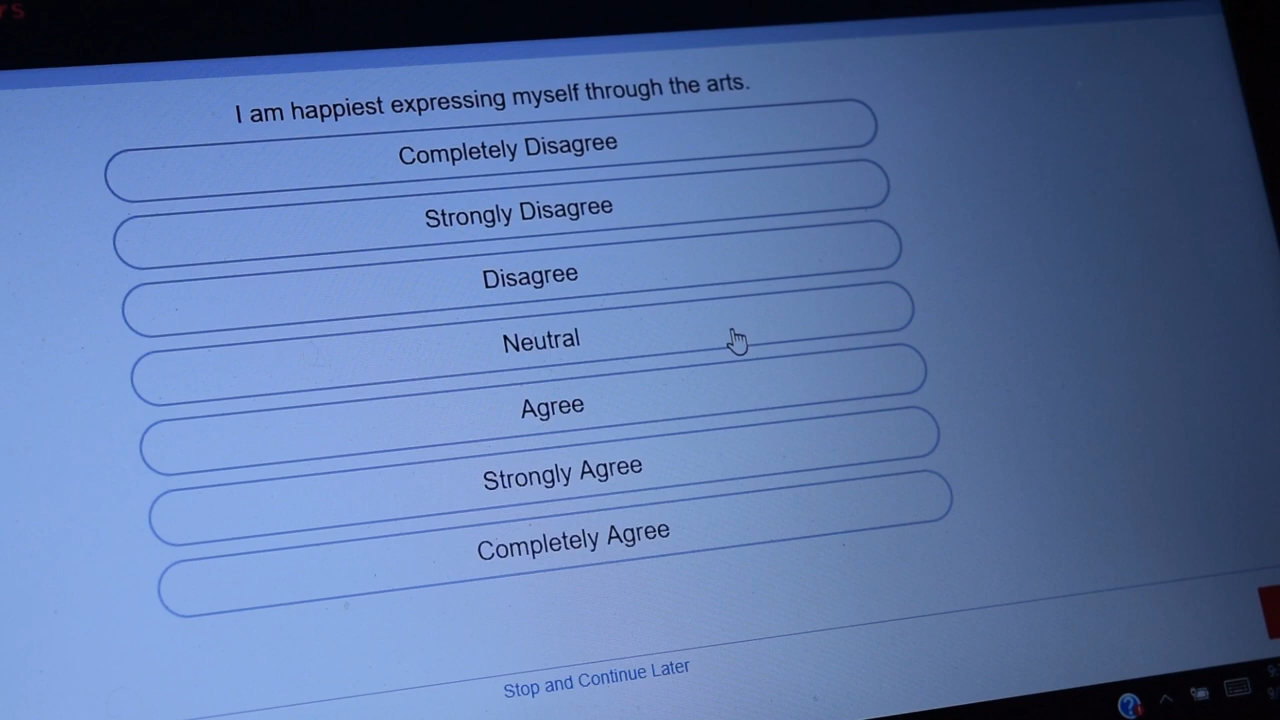 I am happiest expressing myself through the arts.
Completely Disagree
Strongly Disagree
Disagree
Neutral
Agree
Strongly Agree
Completely Agree
Stop and Continue Later